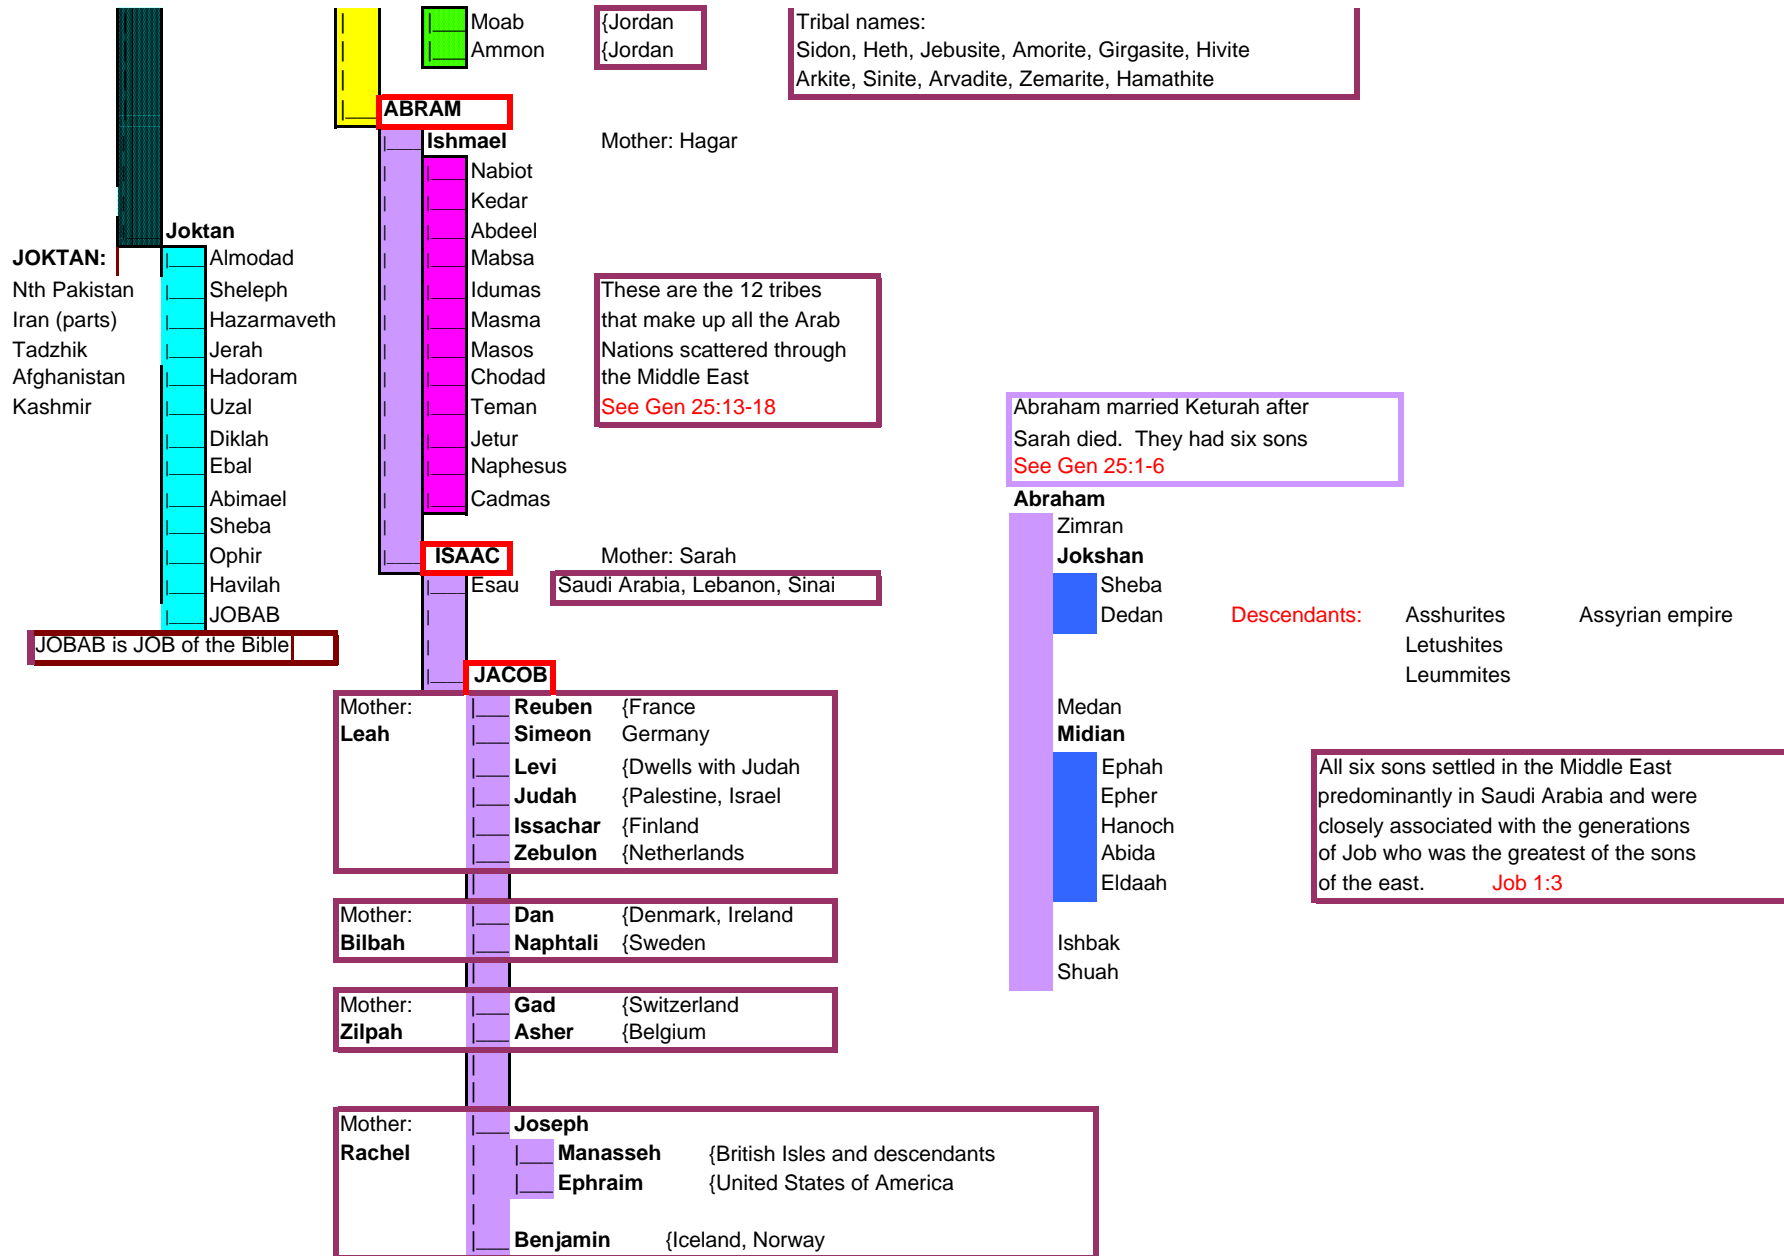 Moab {Jordan Tribal names:
Ammon {Jordan Sidon, Heth, Jebusite, Amorite, Girgasite, Hivite
Arkite, Sinite, Arvadite, Zemarite, Hamathite
ABRAM
Ishmael Mother: Hagar
Nabiot
Kedar
Joktan Abdeel
JOKTAN: Almodad Mabsa
Nth Pakistan Sheleph Idumas These are the 12 tribes
Iran (parts) Hazarmaveth Masma that make up all the Arab
Tadzhik Jerah Masos Nations scattered through
Afghanistan Hadoram Chodad the Middle East
Kashmir Uzal Teman See Gen 25:13-18 Abraham married Keturah after
Diklah Jetur Sarah died. They had six sons
Ebal Naphesus See Gen 25:1-6
Abimael Cadmas Abraham
Sheba Zimran
Ophir ISAAC Mother: Sarah Jokshan
Havilah Esau Saudi Arabia, Lebanon, Sinai Sheba
JOBAB Dedan Descendants: Asshurites Assyrian empire
JOBAB is JOB of the Bible Letushites
JACOB Leummites
Mother: Reuben {France Medan
Leah Simeon Germany Midian
Levi {Dwells with Judah Ephah All six sons settled in the Middle East
Judah {Palestine, Israel Epher predominantly in Saudi Arabia and were
Issachar {Finland Hanoch closely associated with the generations
Zebulon {Netherlands Abida of Job who was the greatest of the sons
Eldaah of the east. Job 1:3
Mother: Dan {Denmark, Ireland
Bilbah Naphtali {Sweden Ishbak
Shuah
Mother: Gad {Switzerland
Zilpah Asher {Belgium
Mother: Joseph
Rachel Manasseh {British Isles and descendants
Ephraim {United States of America
Benjamin {Iceland, Norway